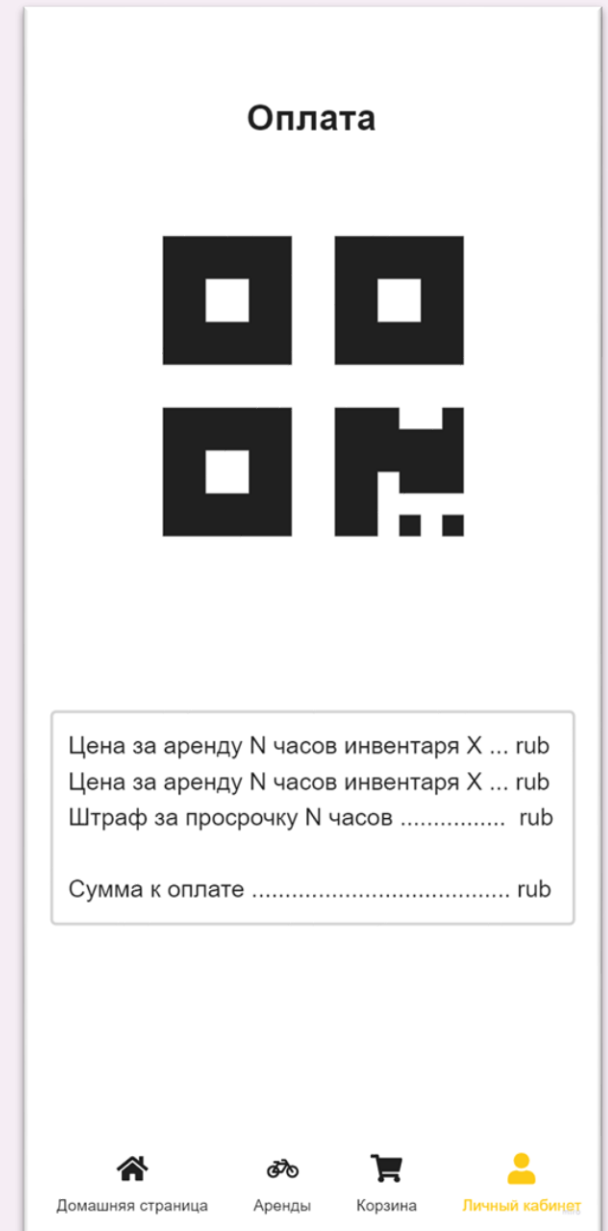 Оплата
Цена за аренду N часов инвентаря X ... rub
Цена за аренду N часов инвентаря X ... rub
Штраф за просрочку N часов ................ rub
Сумма к оплате ....................................... rub
Домашняя страница
Аренды
Корзина
Личный кабинет